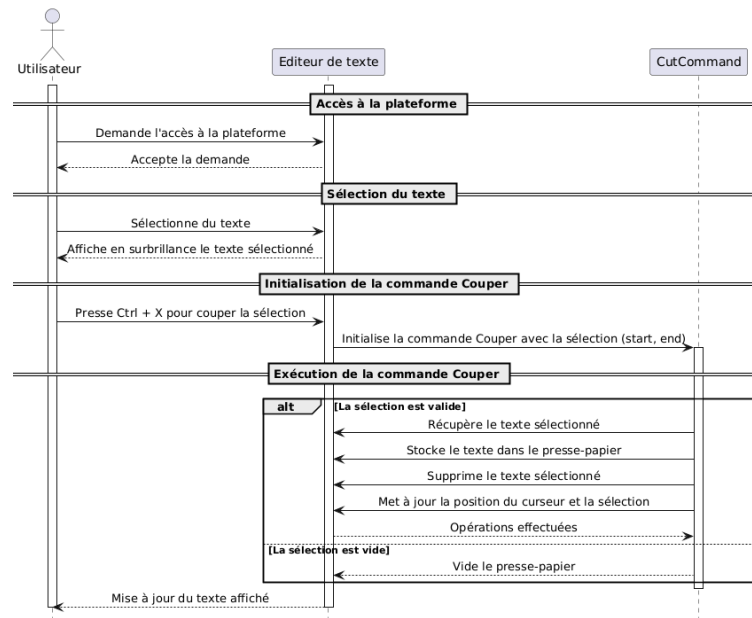 Utilisateur
Editeur de texte
CutCommand
Accès à la plateforme
Demande l'accès à la plateforme
Accepte la demande
Sélection du texte
Sélectionne du texte
Affiche en surbrillance le texte sélectionné
Initialisation de la commande Couper
Presse Ctrl + X pour couper la sélection
Initialise la commande Couper avec la sélection (start, end)
Exécution de la commande Couper
alt
[La sélection est valide]
Récupère le texte sélectionné
Stocke le texte dans le presse-papier
Supprime le texte sélectionné
Met à jour la position du curseur et la sélection
Opérations effectuées
[La sélection est vide]
Vide le presse-papier
Mise à jour du texte affiché